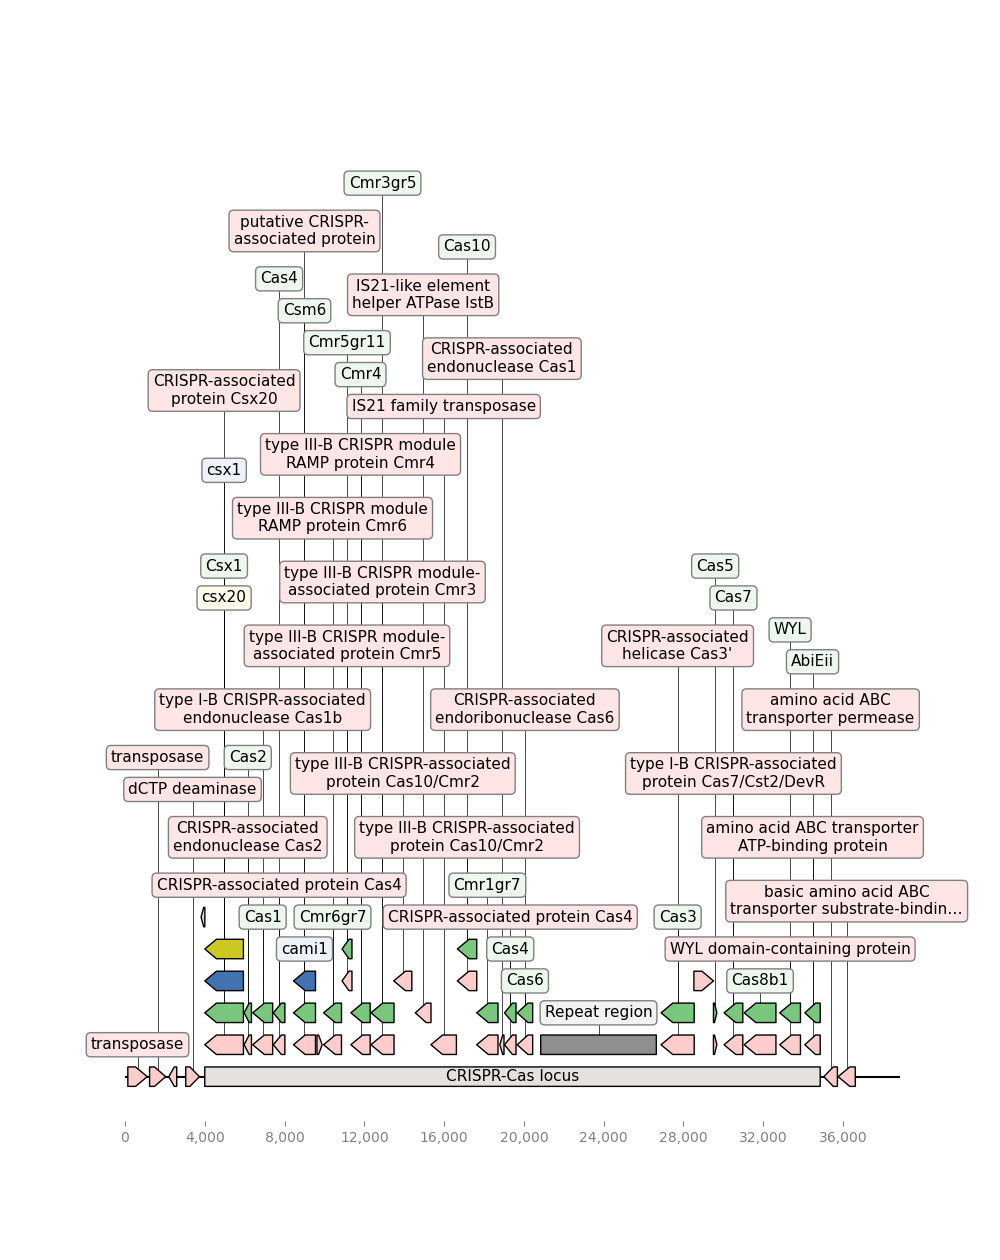 Cmr3gr5
putative CRISPR-
associated protein
Cas10
Cas4
IS21-like element
helper ATPase IstB
Csm6
Cmr5gr11
CRISPR-associated
endonuclease Cas1
Cmr4
CRISPR-associated
protein Csx20
IS21 family transposase
type III-B CRISPR module
RAMP protein Cmr4
csx1
type III-B CRISPR module
RAMP protein Cmr6
Csx1
Cas5
type III-B CRISPR module-
associated protein Cmr3
csx20
Cas7
WYL
type III-B CRISPR module-
associated protein Cmr5
CRISPR-associated
helicase Cas3'
AbiEii
type I-B CRISPR-associated
endonuclease Cas1b
CRISPR-associated
endoribonuclease Cas6
amino acid ABC
transporter permease
transposase
Cas2
type III-B CRISPR-associated
protein Cas10/Cmr2
type I-B CRISPR-associated
protein Cas7/Cst2/DevR
dCTP deaminase
CRISPR-associated
endonuclease Cas2
type III-B CRISPR-associated
protein Cas10/Cmr2
amino acid ABC transporter
ATP-binding protein
CRISPR-associated protein Cas4
Cmr1gr7
basic amino acid ABC
transporter substrate-bindin…
Cas1
Cmr6gr7
CRISPR-associated protein Cas4
Cas3
cami1
Cas4
WYL domain-containing protein
Cas6
Cas8b1
Repeat region
transposase
CRISPR-Cas locus
0
4,000
8,000
12,000
16,000
20,000
24,000
28,000
32,000
36,000